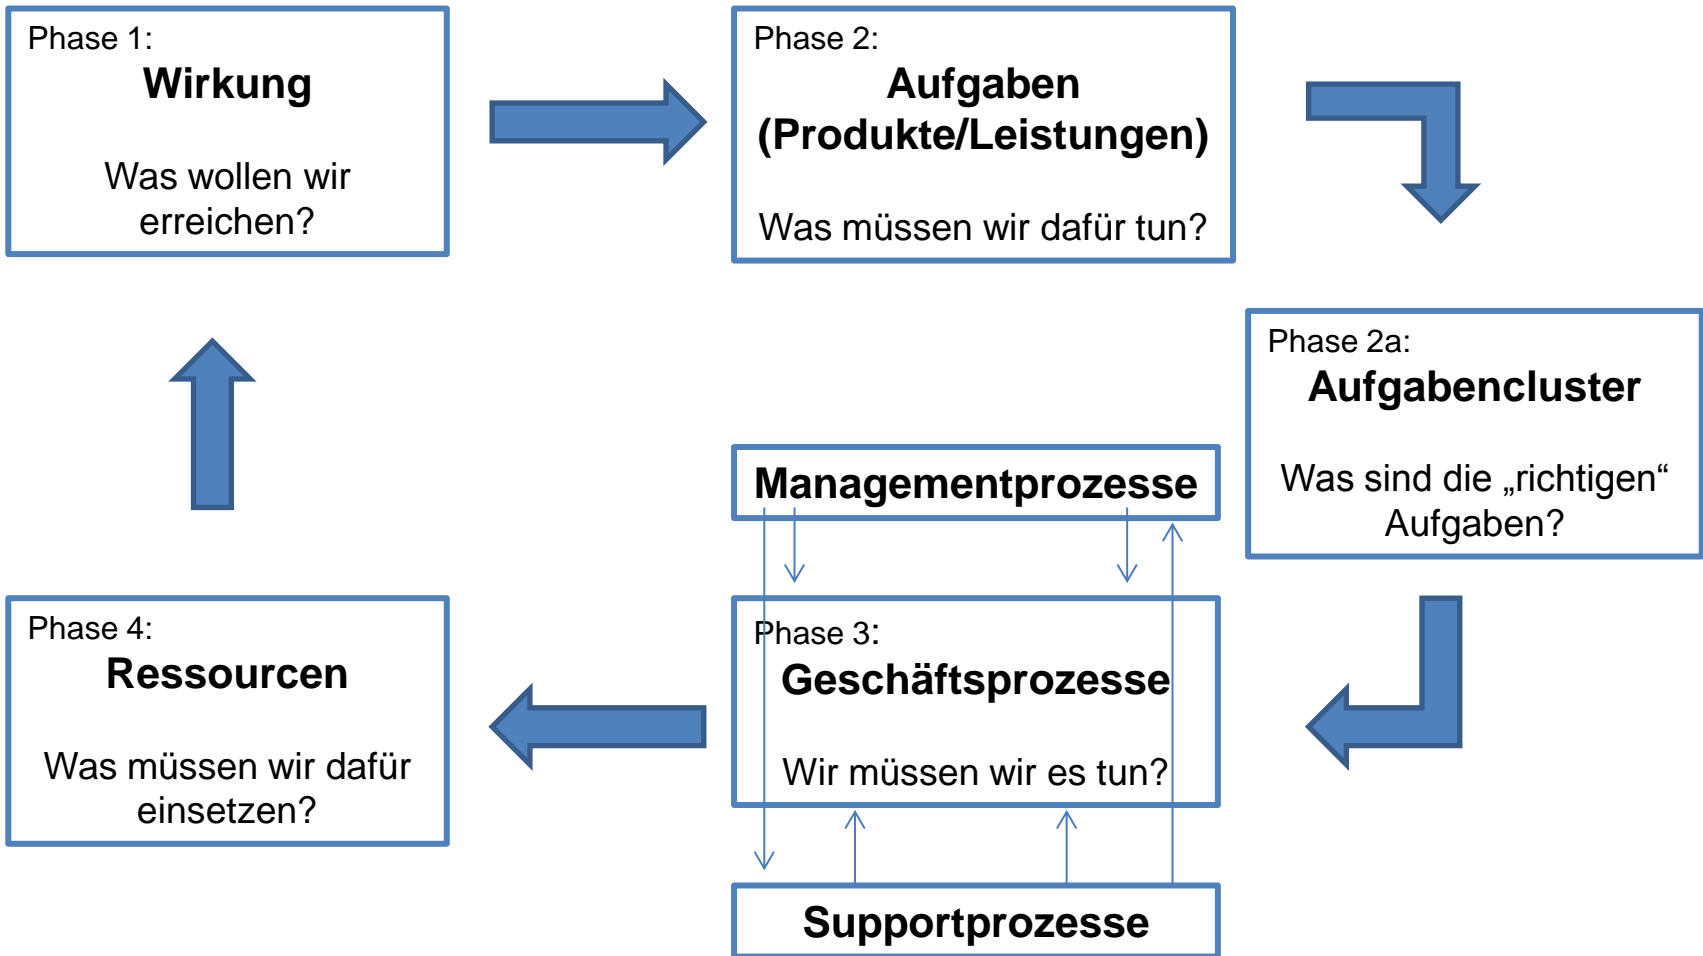 Phase 1:
Wirkung
Was wollen wir
erreichen?
Phase 2:
Aufgaben
(Produkte/Leistungen)
Was müssen wir dafür tun?
Phase 2a:
Aufgabencluster
Was sind die „richtigen“
Aufgaben?
Managementprozesse
Phase 3:
Geschäftsprozesse
Wir müssen wir es tun?
Supportprozesse
Phase 4:
Ressourcen
Was müssen wir dafür
einsetzen?